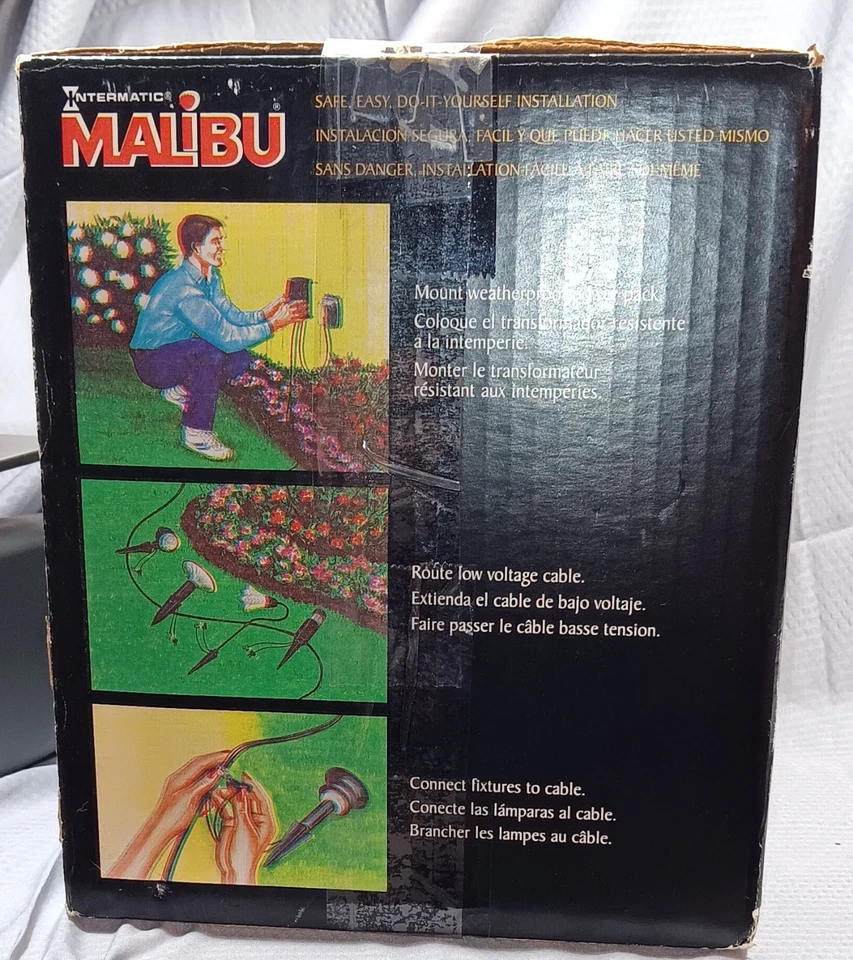 INTERMATIC®
MALIBU®
SAFE, EASY, DO-IT-YOURSELF INSTALLATION
INSTALACION SEGURA, FACIL Y QUE PUEDE HACER USTED MISMO
SANS DANGER, INSTALLATION FACILE A FAIRE SOI-MÊME
Mount weatherproof power pack.
Coloque el transformador resistente
a la intemperie.
Monter le transformateur
résistant aux intemperies.
Route low voltage cable.
Extienda el cable de bajo voltaje.
Faire passer le câble basse tension.
Connect fixtures to cable.
Conecte las lámparas al cable.
Brancher les lampes au câble.